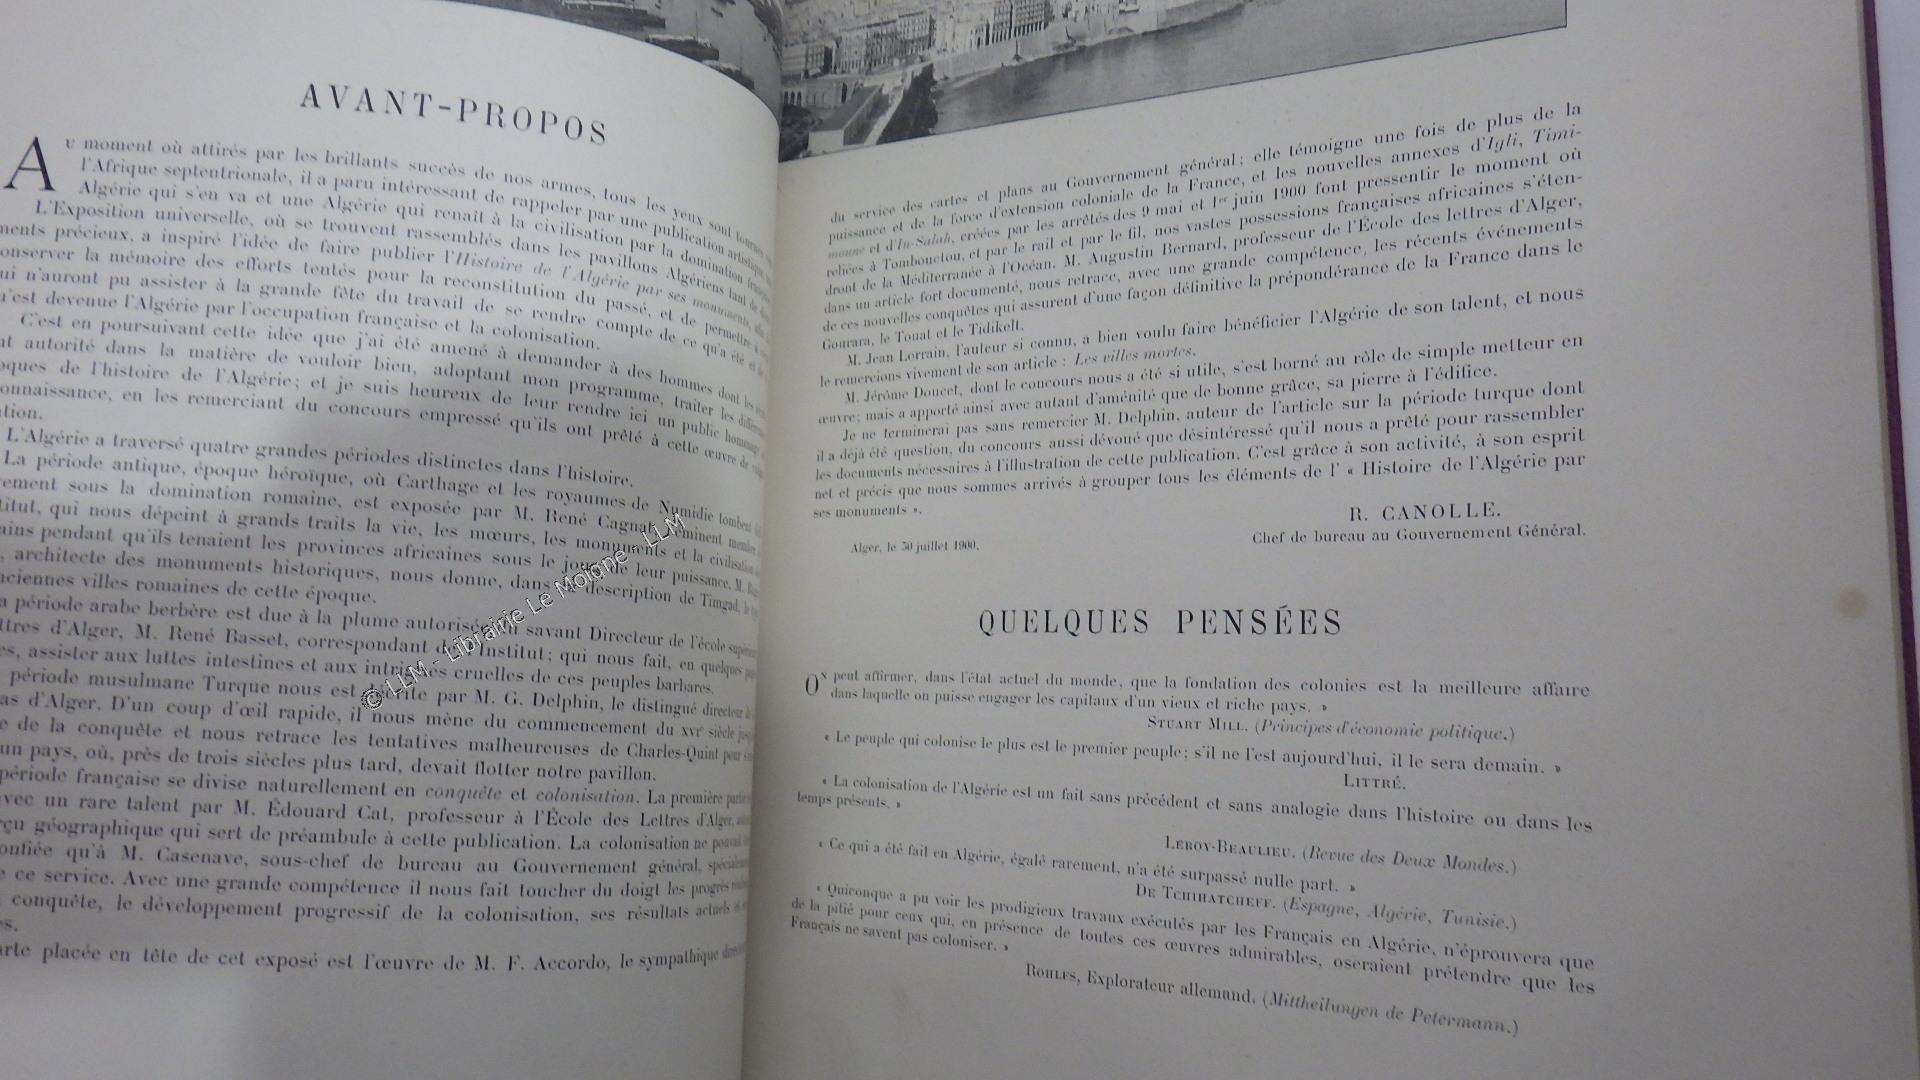 AVANT-PROPOS
Au moment où attirés par les brillants succès de nos armes, tous les yeux sont
l'Afrique septentrionale, il a paru intéressant de rappeler par une publication artistique,
Algérie qui s'en va et une Algérie qui renaît à la civilisation par la domination
L'Exposition universelle, où se trouvent rassemblés dans les pavillons Algériens tant de
ments précieux, a inspiré l'idée de faire publier l'Histoire de l'Algérie par ses monuments,
onserver la mémoire des efforts tentés pour la reconstitution du passé, et de permettre à
ui n'auront pu assister à la grande fête du travail de se rendre compte de ce qu'a été et de
u'est devenue l'Algérie par l'occupation française et la colonisation.
C'est en poursuivant cette idée que j'ai été amené à demander à des hommes dont les
nt autorité dans la matière de vouloir bien, adoptant mon programme, traiter les
oques de l'histoire de l'Algérie; et je suis heureux de leur rendre ici un public hommage
onnaissance, en les remerciant du concours empressé qu'ils ont prêté à cette œuvre de
ation.
L'Algérie a traversé quatre grandes périodes distinctes dans l'histoire.
La période antique, époque héroïque, où Carthage et les royaumes de Numidie tombent
rement sous la domination romaine, est exposée par M. René Cagnat, éminent membre
titut, qui nous dépeint à grands traits la vie, les mœurs, les monuments et la civilisation
ains pendant qu'ils tenaient les provinces africaines sous le joug de leur puissance. M.
, architecte des monuments historiques, nous donne, dans la description de Timgad, le
nciennes villes romaines de cette époque.
a période arabe berbère est due à la plume autorisée du savant Directeur de l'école
ttres d'Alger, M. René Basset, correspondant de l'Institut; qui nous fait, en quelques
es, assister aux luttes intestines et aux intrigues cruelles de ces peuples barbares.
période musulmane Turque nous est décrite par M. G. Delphin, le distingué directeur
as d'Alger. D'un coup d'œil rapide, il nous mène du commencement du XVIe siècle
e de la conquête et nous retrace les tentatives malheureuses de Charles-Quint pour
un pays, où, près de trois siècles plus tard, devait flotter notre pavillon.
période française se divise naturellement en conquête et colonisation. La première partie
avec un rare talent par M. Édouard Cat, professeur à l'École des Lettres d'Alger,
rçu géographique qui sert de préambule à cette publication. La colonisation ne pouvait
onfiée qu'à M. Casenave, sous-chef de bureau au Gouvernement général,
e ce service. Avec une grande compétence il nous fait toucher du doigt les progrès
conquête, le développement progressif de la colonisation, ses résultats actuels et
es.
arte placée en tête de cet exposé est l'œuvre de M. F. Accordo, le sympathique
© LLM - Librairie Le Moigne - LLM
du service des cartes et plans au Gouvernement général; elle témoigne une fois de plus de la
puissance et de la force d'extension coloniale de la France, et les nouvelles annexes d'Igli, Timi-
moune et d'In-Salah, créées par les arrêtés des 9 mai et 1er juin 1900 font pressentir le moment où
reliées à Tombouctou, et par le rail et par le fil, nos vastes possessions françaises africaines s'éten-
dront de la Méditerranée à l'Océan. M. Augustin Bernard, professeur de l'École des lettres d'Alger,
dans un article fort documenté, nous retrace, avec une grande compétence, les récents événements
de ces nouvelles conquêtes qui assurent d'une façon définitive la prépondérance de la France dans le
Gourara, le Touat et le Tidikelt.
M. Jean Lorrain, l'auteur si connu, a bien voulu faire bénéficier l'Algérie de son talent, et nous
le remercions vivement de son article : Les villes mortes.
M. Jérôme Doucet, dont le concours nous a été si utile, s'est borné au rôle de simple metteur en
œuvre; mais a apporté ainsi avec autant d'aménité que de bonne grâce, sa pierre à l'édifice.
Je ne terminerai pas sans remercier M. Delphin, auteur de l'article sur la période turque dont
il a déjà été question, du concours aussi dévoué que désintéressé qu'il nous a prêté pour rassembler
les documents nécessaires à l'illustration de cette publication. C'est grâce à son activité, à son esprit
net et précis que nous sommes arrivés à grouper tous les éléments de l' « Histoire de l'Algérie par
ses monuments ».
R. CANOLLE.
Chef de bureau au Gouvernement Général.
Alger, le 30 juillet 1900.
QUELQUES PENSÉES
On peut affirmer, dans l'état actuel du monde, que la fondation des colonies est la meilleure affaire
dans laquelle on puisse engager les capitaux d'un vieux et riche pays. »
STUART MILL. (Principes d'économie politique.)
« Le peuple qui colonise le plus est le premier peuple; s'il ne l'est aujourd'hui, il le sera demain. »
LITTRÉ.
« La colonisation de l'Algérie est un fait sans précédent et sans analogie dans l'histoire ou dans les
temps présents. »
LEROY-BEAULIEU. (Revue des Deux Mondes.)
« Ce qui a été fait en Algérie, égalé rarement, n'a été surpassé nulle part. »
DE TCHIHATCHEFF. (Espagne, Algérie, Tunisie.)
« Quiconque a pu voir les prodigieux travaux exécutés par les Français en Algérie, n'éprouvera que
de la pitié pour ceux qui, en présence de toutes ces œuvres admirables, oseraient prétendre que les
Français ne savent pas coloniser. »
ROHLFS, Explorateur allemand. (Mittheilungen de Petermann.)